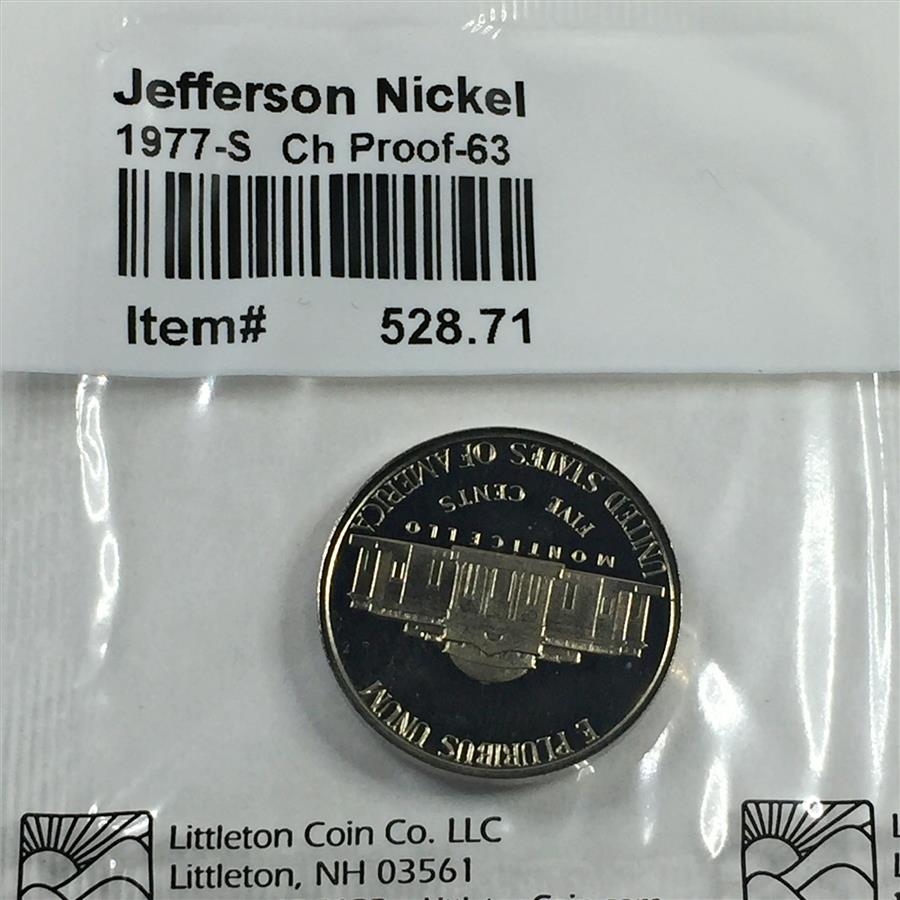 Jefferson Nickel
1977-S Ch Proof-63
Item# 528.71
UNITED STATES OF AMERICA
FIVE CENTS
MONTICELLO
E PLURIBUS UNUM
Littleton Coin Co. LLC
Littleton, NH 03561